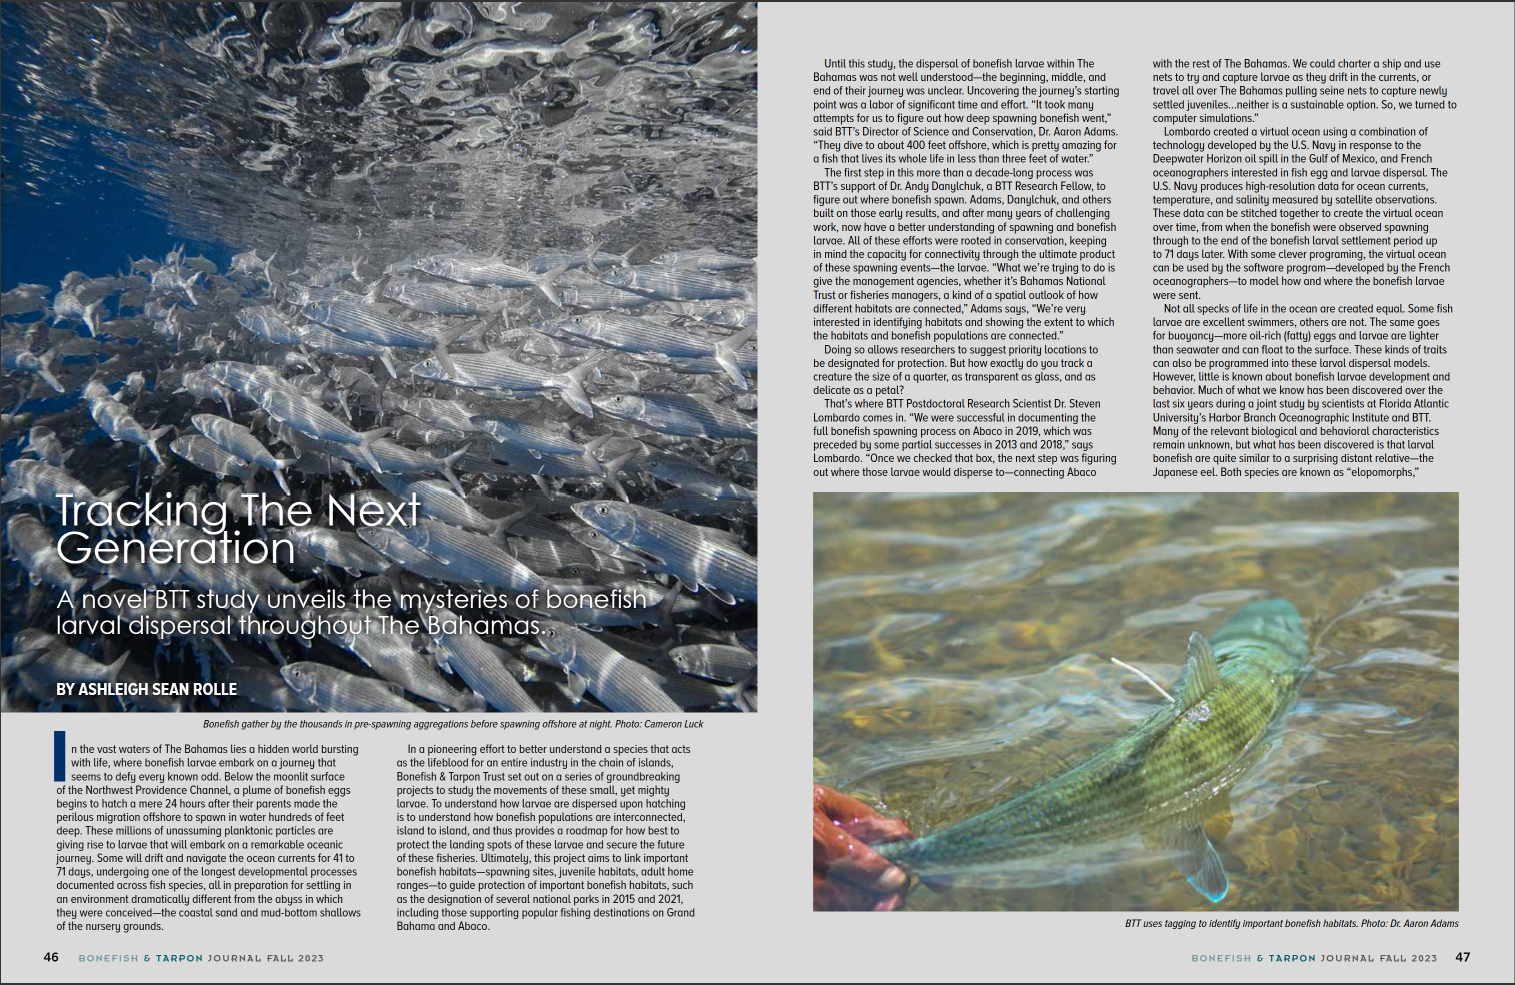 Tracking The Next
Generation
A novel BTT study unveils the mysteries of bonefish
larval dispersal throughout The Bahamas.
BY ASHLEIGH SEAN ROLLE
Bonefish gather by the thousands in pre-spawning aggregations before spawning offshore at night. Photo: Cameron Luck
In the vast waters of The Bahamas lies a hidden world bursting
with life, where bonefish larvae embark on a journey that
seems to defy every known odd. Below the moonlit surface
of the Northwest Providence Channel, a plume of bonefish eggs
begins to hatch a mere 24 hours after their parents made the
perilous migration offshore to spawn in water hundreds of feet
deep. These millions of unassuming planktonic particles are
giving rise to larvae that will embark on a remarkable oceanic
journey. Some will drift and navigate the ocean currents for 41 to
71 days, undergoing one of the longest developmental processes
documented across fish species, all in preparation for settling in
an environment dramatically different from the abyss in which
they were conceived—the coastal sand and mud-bottom shallows
of the nursery grounds.
In a pioneering effort to better understand a species that acts
as the lifeblood for an entire industry in the chain of islands,
Bonefish & Tarpon Trust set out on a series of groundbreaking
projects to study the movements of these small, yet mighty
larvae. To understand how larvae are dispersed upon hatching
is to understand how bonefish populations are interconnected,
island to island, and thus provides a roadmap for how best to
protect the landing spots of these larvae and secure the future
of these fisheries. Ultimately, this project aims to link important
bonefish habitats—spawning sites, juvenile habitats, adult home
ranges—to guide protection of important bonefish habitats, such
as the designation of several national parks in 2015 and 2021,
including those supporting popular fishing destinations on Grand
Bahama and Abaco.
46 BONEFISH & TARPON JOURNAL FALL 2023
Until this study, the dispersal of bonefish larvae within The
Bahamas was not well understood—the beginning, middle, and
end of their journey was unclear. Uncovering the journey's starting
point was a labor of significant time and effort. “It took many
attempts for us to figure out how deep spawning bonefish went,”
said BTT's Director of Science and Conservation, Dr. Aaron Adams.
“They dive to about 400 feet offshore, which is pretty amazing for
a fish that lives its whole life in less than three feet of water.”
The first step in this more than a decade-long process was
BTT's support of Dr. Andy Danylchuk, a BTT Research Fellow, to
figure out where bonefish spawn. Adams, Danylchuk, and others
built on those early results, and after many years of challenging
work, now have a better understanding of spawning and bonefish
larvae. All of these efforts were rooted in conservation, keeping
in mind the capacity for connectivity through the ultimate product
of these spawning events—the larvae. “What we're trying to do is
give the management agencies, whether it's Bahamas National
Trust or fisheries managers, a kind of a spatial outlook of how
different habitats are connected,” Adams says, “We're very
interested in identifying habitats and showing the extent to which
the habitats and bonefish populations are connected.”
Doing so allows researchers to suggest priority locations to
be designated for protection. But how exactly do you track a
creature the size of a quarter, as transparent as glass, and as
delicate as a petal?
That's where BTT Postdoctoral Research Scientist Dr. Steven
Lombardo comes in. “We were successful in documenting the
full bonefish spawning process on Abaco in 2019, which was
preceded by some partial successes in 2013 and 2018,” says
Lombardo. “Once we checked that box, the next step was figuring
out where those larvae would disperse to—connecting Abaco
with the rest of The Bahamas. We could charter a ship and use
nets to try and capture larvae as they drift in the currents, or
travel all over The Bahamas pulling seine nets to capture newly
settled juveniles...neither is a sustainable option. So, we turned to
computer simulations.”
Lombardo created a virtual ocean using a combination of
technology developed by the U.S. Navy in response to the
Deepwater Horizon oil spill in the Gulf of Mexico, and French
oceanographers interested in fish egg and larvae dispersal. The
U.S. Navy produces high-resolution data for ocean currents,
temperature, and salinity measured by satellite observations.
These data can be stitched together to create the virtual ocean
over time, from when the bonefish were observed spawning
through to the end of the bonefish larval settlement period up
to 71 days later. With some clever programing, the virtual ocean
can be used by the software program—developed by the French
oceanographers—to model how and where the bonefish larvae
were sent.
Not all specks of life in the ocean are created equal. Some fish
larvae are excellent swimmers, others are not. The same goes
for buoyancy—more oil-rich (fatty) eggs and larvae are lighter
than seawater and can float to the surface. These kinds of traits
can also be programmed into these larval dispersal models.
However, little is known about bonefish larvae development and
behavior. Much of what we know has been discovered over the
last six years during a joint study by scientists at Florida Atlantic
University's Harbor Branch Oceanographic Institute and BTT.
Many of the relevant biological and behavioral characteristics
remain unknown, but what has been discovered is that larval
bonefish are quite similar to a surprising distant relative—the
Japanese eel. Both species are known as “elopomorphs,”
BTT uses tagging to identify important bonefish habitats. Photo: Dr. Aaron Adams
BONEFISH & TARPON JOURNAL FALL 2023 47